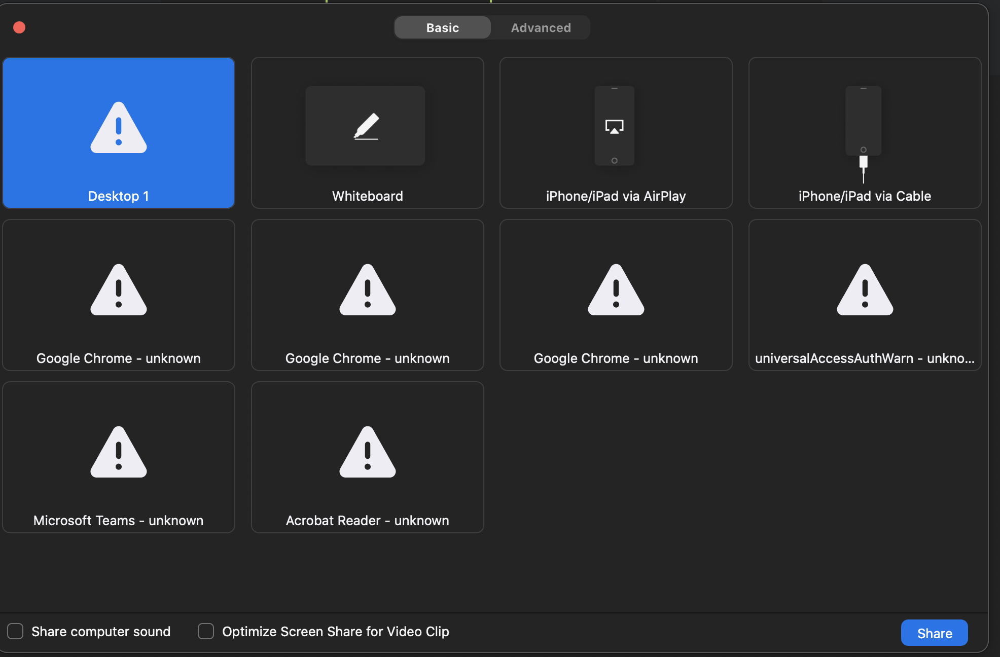 Basic
Advanced
Desktop 1
Whiteboard
iPhone/iPad via AirPlay
iPhone/iPad via Cable
Google Chrome - unknown
Google Chrome - unknown
Google Chrome - unknown
universalAccessAuthWarn - unkno...
Microsoft Teams - unknown
Acrobat Reader - unknown
Share computer sound
Optimize Screen Share for Video Clip
Share